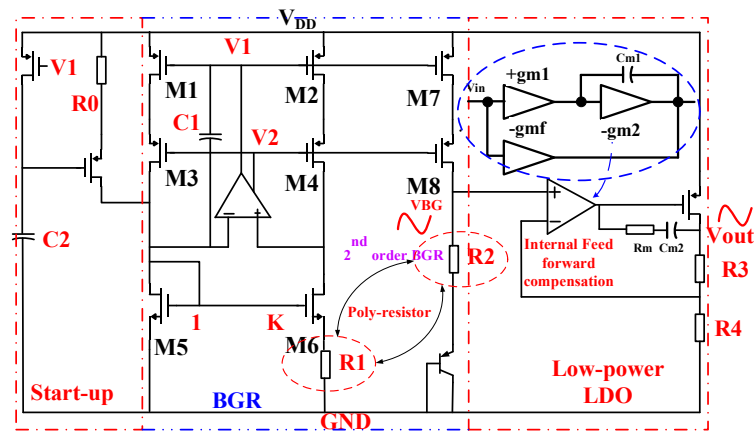 VDD
V1
V1
R0
M1
M2
M7
C1
V2
M3
M4
M8
C2
VBG
2nd order BGR
R2
1
K
Poly-resistor
M5
M6
R1
Start-up
BGR
GND
Vin
+gm1
Cm1
-gmf
-gm2
+
-
-
+
Internal Feed
forward
compensation
Rm
Cm2
Vout
R3
R4
Low-power
LDO